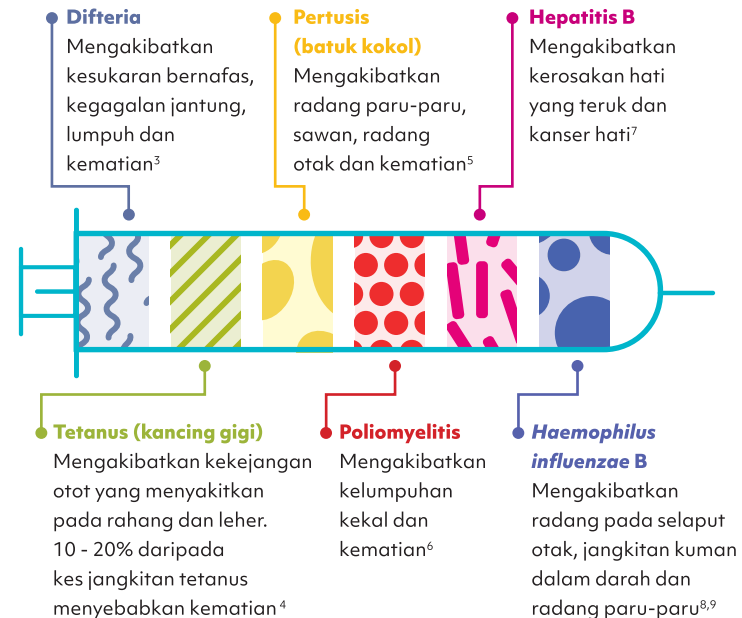 Difteria
Mengakibatkan
kesukaran bernafas,
kegagalan jantung,
lumpuh dan
kematian³
Pertusis
(batuk kokol)
Mengakibatkan
radang paru-paru,
sawan, radang
otak dan kematian⁵
Hepatitis B
Mengakibatkan
kerosakan hati
yang teruk dan
kanser hati⁷
Tetanus (kancing gigi)
Mengakibatkan kekejangan
otot yang menyakitkan
pada rahang dan leher.
10 - 20% daripada
kes jangkitan tetanus
menyebabkan kematian⁴
Poliomyelitis
Mengakibatkan
kelumpuhan
kekal dan
kematian⁶
Haemophilus
influenzae B
Mengakibatkan
radang pada selaput
otak, jangkitan kuman
dalam darah dan
radang paru-paru⁸,⁹